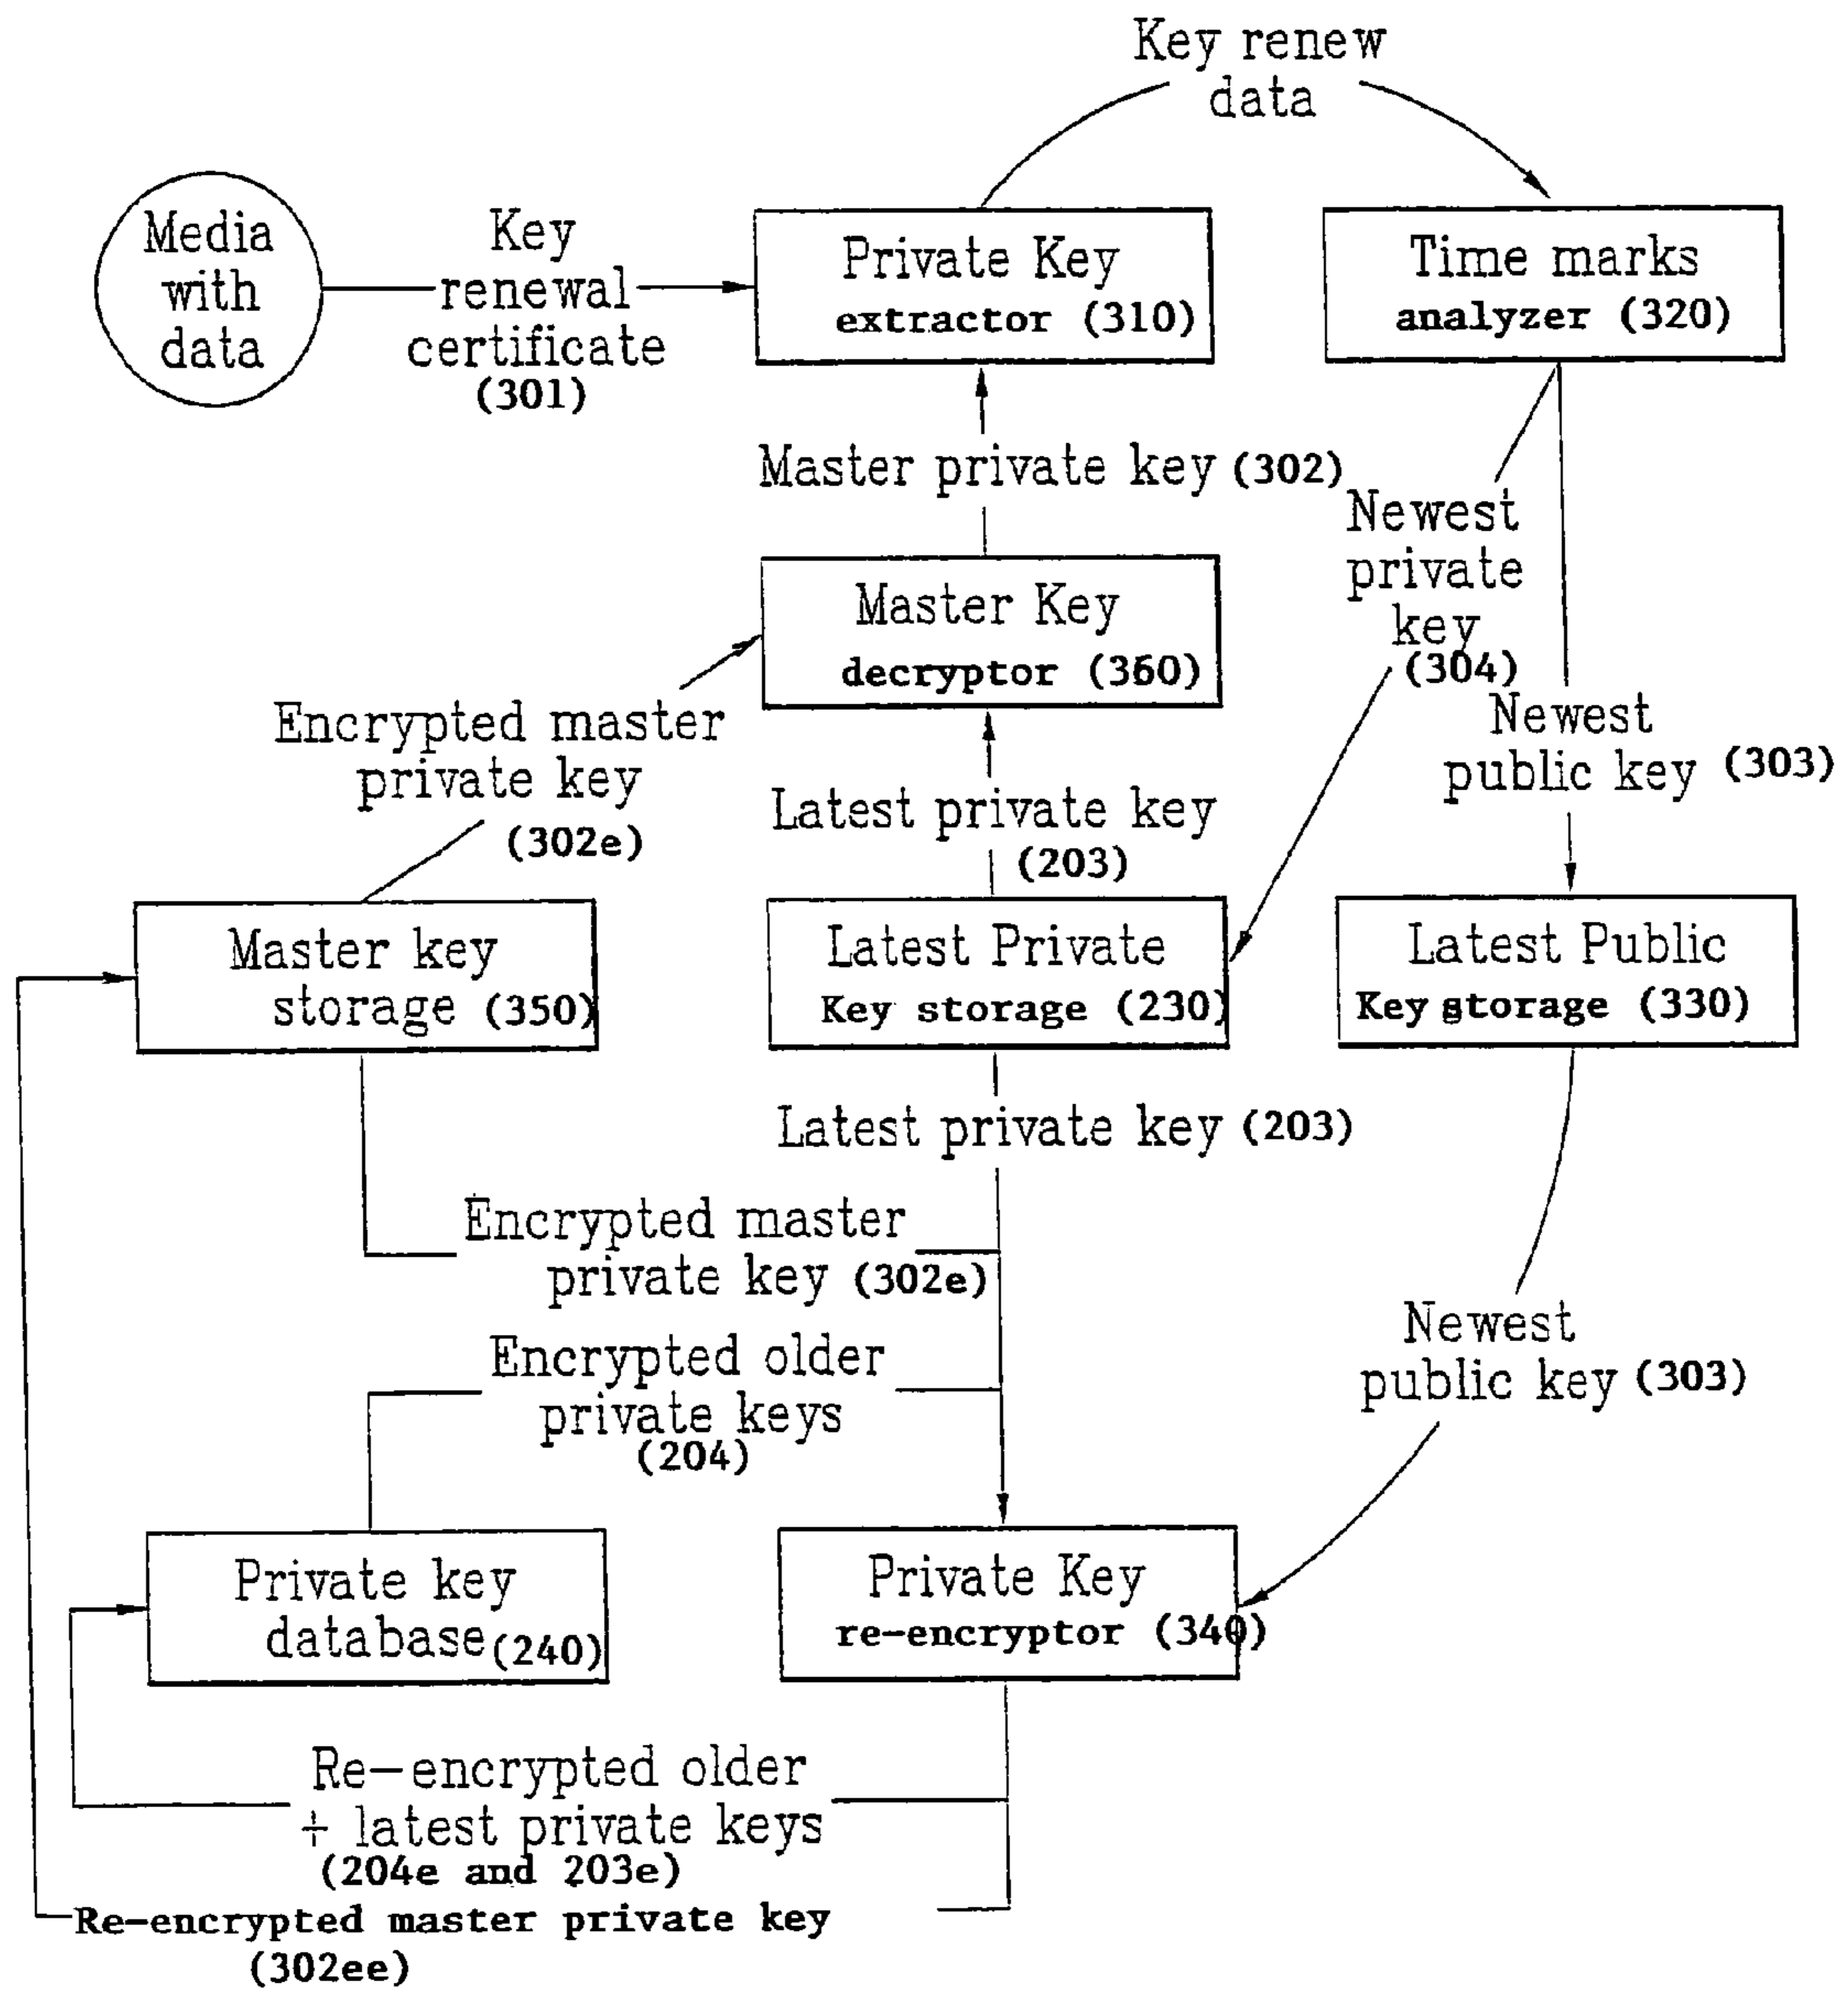 Key renew
data
Media
with
data
Key
renewal
certificate
(301)
Private Key
extractor (310)
Time marks
analyzer (320)
Master private key (302)
Newest
private
key
(304)
Master Key
decryptor (360)
Newest
public key (303)
Encrypted master
private key
(302e)
Latest private key
(203)
Master key
storage (350)
Latest Private
Key storage (230)
Latest Public
Key storage (330)
Latest private key (203)
Encrypted master
private key (302e)
Newest
public key (303)
Encrypted older
private keys
(204)
Private key
database (240)
Private Key
re-encryptor (340)
Re-encrypted older
+ latest private keys
(204e and 203e)
Re-encrypted master private key
(302ee)